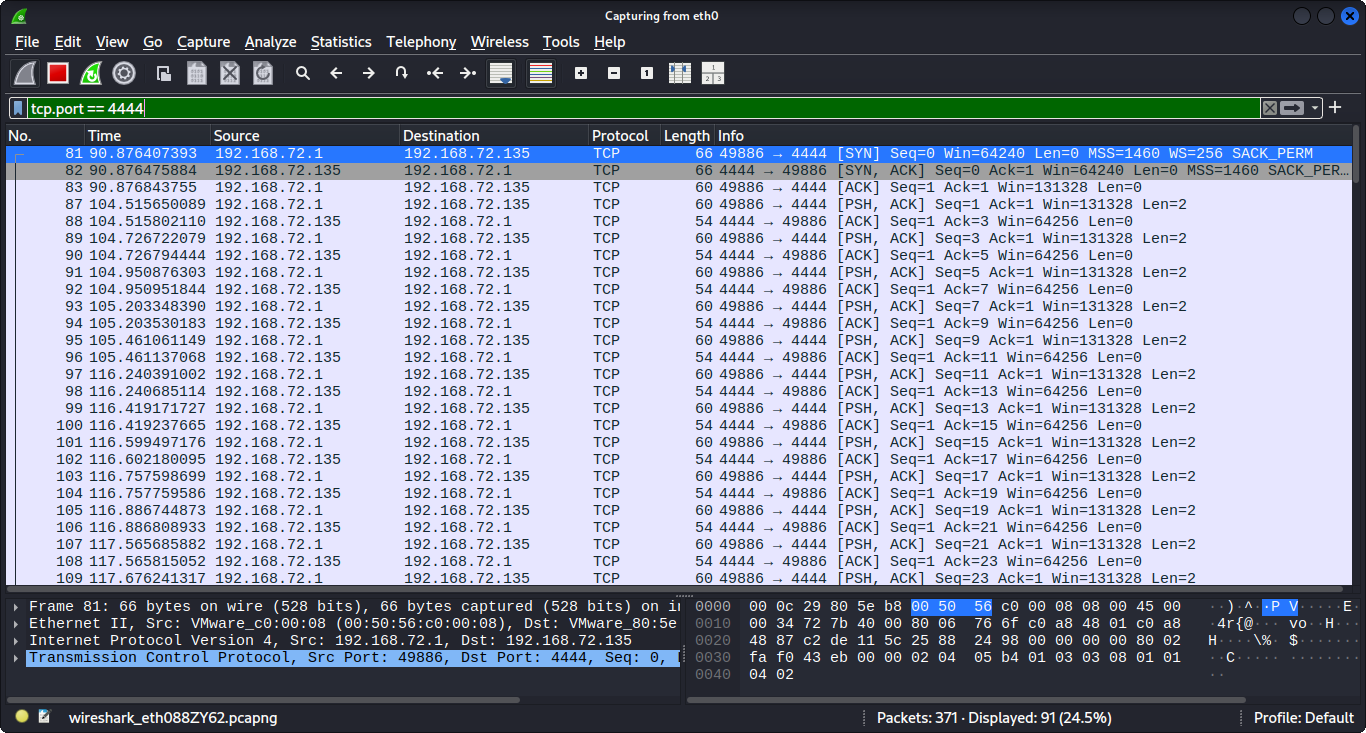 Capturing from eth0
File Edit View Go Capture Analyze Statistics Telephony Wireless Tools Help
tcp.port == 4444
No. Time Source Destination Protocol Length Info
81 90.876407393 192.168.72.1 192.168.72.135 TCP 66 49886 → 4444 [SYN] Seq=0 Win=64240 Len=0 MSS=1460 WS=256 SACK_PERM
82 90.876475884 192.168.72.135 192.168.72.1 TCP 66 4444 → 49886 [SYN, ACK] Seq=0 Ack=1 Win=64240 Len=0 MSS=1460 SACK_PER…
83 90.876843755 192.168.72.1 192.168.72.135 TCP 60 49886 → 4444 [ACK] Seq=1 Ack=1 Win=131328 Len=0
87 104.515650089 192.168.72.1 192.168.72.135 TCP 60 49886 → 4444 [PSH, ACK] Seq=1 Ack=1 Win=131328 Len=2
88 104.515802110 192.168.72.135 192.168.72.1 TCP 54 4444 → 49886 [ACK] Seq=1 Ack=3 Win=64256 Len=0
89 104.726722079 192.168.72.1 192.168.72.135 TCP 60 49886 → 4444 [PSH, ACK] Seq=3 Ack=1 Win=131328 Len=2
90 104.726794444 192.168.72.135 192.168.72.1 TCP 54 4444 → 49886 [ACK] Seq=1 Ack=5 Win=64256 Len=0
91 104.950876303 192.168.72.1 192.168.72.135 TCP 60 49886 → 4444 [PSH, ACK] Seq=5 Ack=1 Win=131328 Len=2
92 104.950951844 192.168.72.135 192.168.72.1 TCP 54 4444 → 49886 [ACK] Seq=1 Ack=7 Win=64256 Len=0
93 105.203348390 192.168.72.1 192.168.72.135 TCP 60 49886 → 4444 [PSH, ACK] Seq=7 Ack=1 Win=131328 Len=2
94 105.203530183 192.168.72.135 192.168.72.1 TCP 54 4444 → 49886 [ACK] Seq=1 Ack=9 Win=64256 Len=0
95 105.461061149 192.168.72.1 192.168.72.135 TCP 60 49886 → 4444 [PSH, ACK] Seq=9 Ack=1 Win=131328 Len=2
96 105.461137068 192.168.72.135 192.168.72.1 TCP 54 4444 → 49886 [ACK] Seq=1 Ack=11 Win=64256 Len=0
97 116.240391002 192.168.72.1 192.168.72.135 TCP 60 49886 → 4444 [PSH, ACK] Seq=11 Ack=1 Win=131328 Len=2
98 116.240685114 192.168.72.135 192.168.72.1 TCP 54 4444 → 49886 [ACK] Seq=1 Ack=13 Win=64256 Len=0
99 116.419171727 192.168.72.1 192.168.72.135 TCP 60 49886 → 4444 [PSH, ACK] Seq=13 Ack=1 Win=131328 Len=2
100 116.419237665 192.168.72.135 192.168.72.1 TCP 54 4444 → 49886 [ACK] Seq=1 Ack=15 Win=64256 Len=0
101 116.599497176 192.168.72.1 192.168.72.135 TCP 60 49886 → 4444 [PSH, ACK] Seq=15 Ack=1 Win=131328 Len=2
102 116.602180095 192.168.72.135 192.168.72.1 TCP 54 4444 → 49886 [ACK] Seq=1 Ack=17 Win=64256 Len=0
103 116.757598699 192.168.72.1 192.168.72.135 TCP 60 49886 → 4444 [PSH, ACK] Seq=17 Ack=1 Win=131328 Len=2
104 116.757759586 192.168.72.135 192.168.72.1 TCP 54 4444 → 49886 [ACK] Seq=1 Ack=19 Win=64256 Len=0
105 116.886744873 192.168.72.1 192.168.72.135 TCP 60 49886 → 4444 [PSH, ACK] Seq=19 Ack=1 Win=131328 Len=2
106 116.886808933 192.168.72.135 192.168.72.1 TCP 54 4444 → 49886 [ACK] Seq=1 Ack=21 Win=64256 Len=0
107 117.565685882 192.168.72.1 192.168.72.135 TCP 60 49886 → 4444 [PSH, ACK] Seq=21 Ack=1 Win=131328 Len=2
108 117.565815052 192.168.72.135 192.168.72.1 TCP 54 4444 → 49886 [ACK] Seq=1 Ack=23 Win=64256 Len=0
109 117.676241317 192.168.72.1 192.168.72.135 TCP 60 49886 → 4444 [PSH, ACK] Seq=23 Ack=1 Win=131328 Len=2
Frame 81: 66 bytes on wire (528 bits), 66 bytes captured (528 bits) on in
Ethernet II, Src: VMware_c0:00:08 (00:50:56:c0:00:08), Dst: VMware_80:5e
Internet Protocol Version 4, Src: 192.168.72.1, Dst: 192.168.72.135
Transmission Control Protocol, Src Port: 49886, Dst Port: 4444, Seq: 0,
0000 00 0c 29 80 5e b8 00 50 56 c0 00 08 08 00 45 00 ··)·^··P V·····E·
0010 00 34 72 7b 40 00 80 06 76 6f c0 a8 48 01 c0 a8 ·4r{@··· vo··H···
0020 48 87 c2 de 11 5c 25 88 24 98 00 00 00 00 80 02 H····\%· $·······
0030 fa f0 43 eb 00 00 02 04 05 b4 01 03 03 08 01 01 ··C····· ········
0040 04 02 ··
wireshark_eth088ZY62.pcapng Packets: 371 · Displayed: 91 (24.5%) Profile: Default